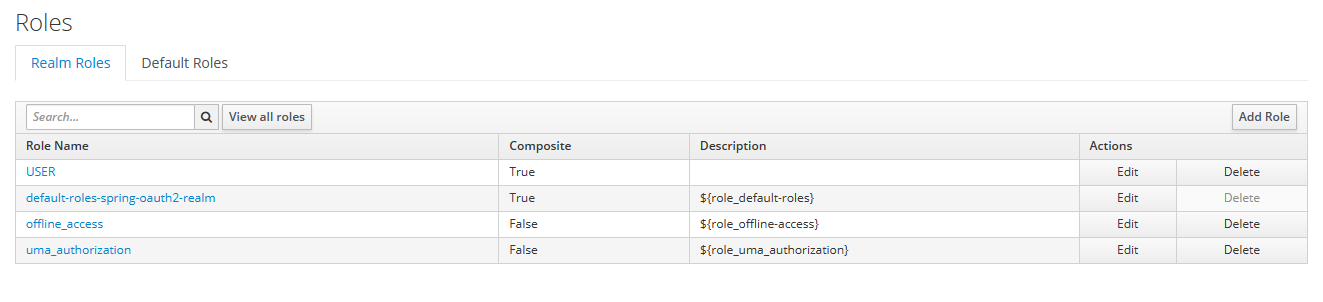 Roles
Realm Roles Default Roles
Search... View all roles Add Role
Role Name Composite Description Actions
USER True Edit Delete
default-roles-spring-oauth2-realm True ${role_default-roles} Edit Delete
offline_access False ${role_offline-access} Edit Delete
uma_authorization False ${role_uma_authorization} Edit Delete